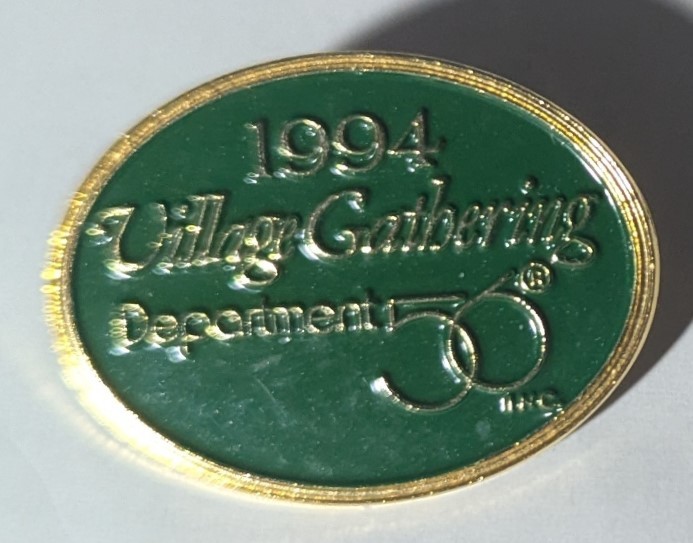 1994
Village Gathering
Department 56®
INC.